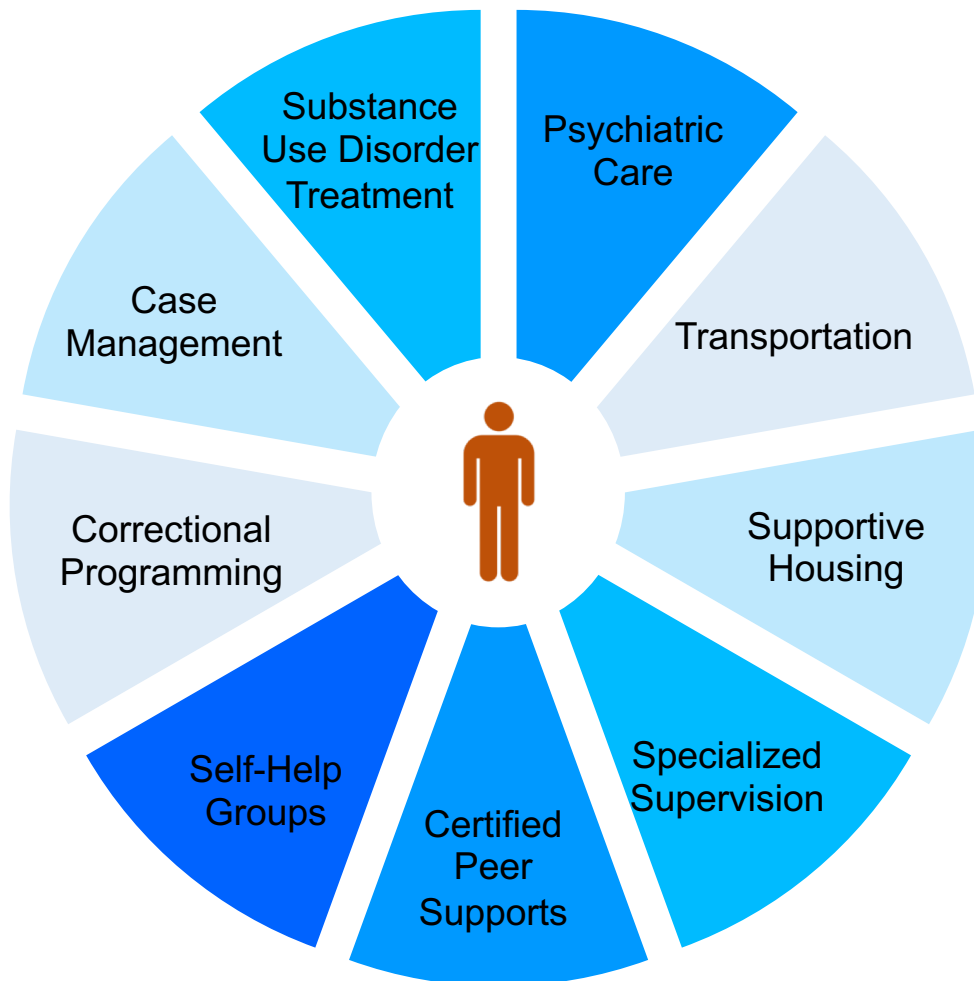 Substance
Use Disorder
Treatment
Psychiatric
Care
Transportation
Supportive
Housing
Specialized
Supervision
Certified
Peer
Supports
Self-Help
Groups
Correctional
Programming
Case
Management